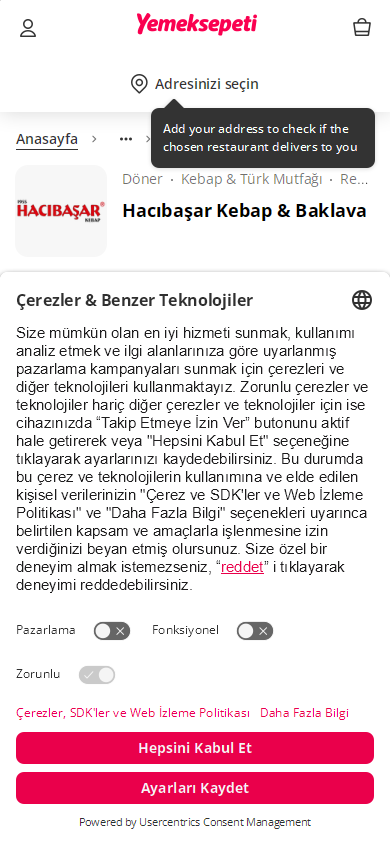 Yemeksepeti
Adresinizi seçin
Add your address to check if the
chosen restaurant delivers to you
Anasayfa
Döner · Kebap & Türk Mutfağı · Re...
1955
HACIBAŞAR
KEBAP
Hacıbaşar Kebap & Baklava
Çerezler & Benzer Teknolojiler
Size mümkün olan en iyi hizmeti sunmak, kullanımı
analiz etmek ve ilgi alanlarınıza göre uyarlanmış
pazarlama kampanyaları sunmak için çerezleri ve
diğer teknolojileri kullanmaktayız. Zorunlu çerezler ve
teknolojiler hariç diğer çerezler ve teknolojiler için ise
cihazınızda “Takip Etmeye İzin Ver” butonunu aktif
hale getirerek veya "Hepsini Kabul Et" seçeneğine
tıklayarak ayarlarınızı kaydedebilirsiniz. Bu durumda
bu çerez ve teknolojilerin kullanımına ve elde edilen
kişisel verilerinizin "Çerez ve SDK'ler ve Web İzleme
Politikası" ve "Daha Fazla Bilgi" seçenekleri uyarınca
belirtilen kapsam ve amaçlarla işlenmesine izin
verdiğinizi beyan etmiş olursunuz. Size özel bir
deneyim almak istemezseniz, “reddet” i tıklayarak
deneyimi reddedebilirsiniz.
Pazarlama
Fonksiyonel
Zorunlu
Çerezler, SDK'ler ve Web İzleme Politikası Daha Fazla Bilgi
Hepsini Kabul Et
Ayarları Kaydet
Powered by Usercentrics Consent Management